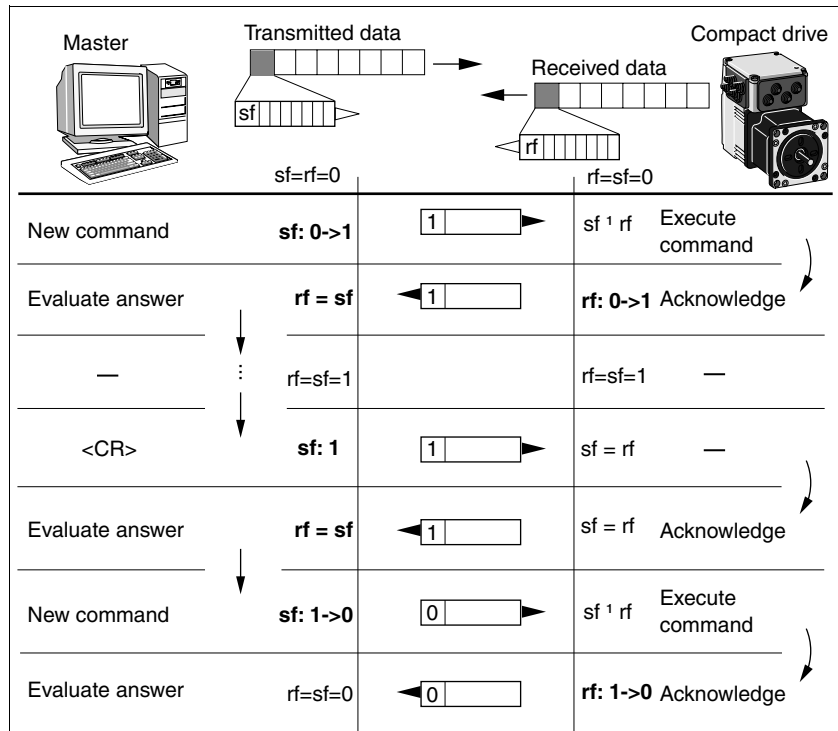 Master
Transmitted data
Compact drive
Received data
sf
rf
sf=rf=0
rf=sf=0
New command sf: 0->1 1 sf ¹ rf Execute command
Evaluate answer rf = sf 1 rf: 0->1 Acknowledge
— ⋮ rf=sf=1 rf=sf=1 —
<CR> sf: 1 1 sf = rf —
Evaluate answer rf = sf 1 sf = rf Acknowledge
New command sf: 1->0 0 sf ¹ rf Execute command
Evaluate answer rf=sf=0 0 rf: 1->0 Acknowledge